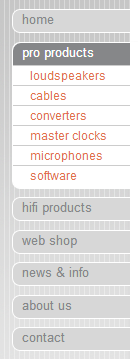 home
pro products
loudspeakers
cables
converters
master clocks
microphones
software
hifi products
web shop
news & info
about us
contact